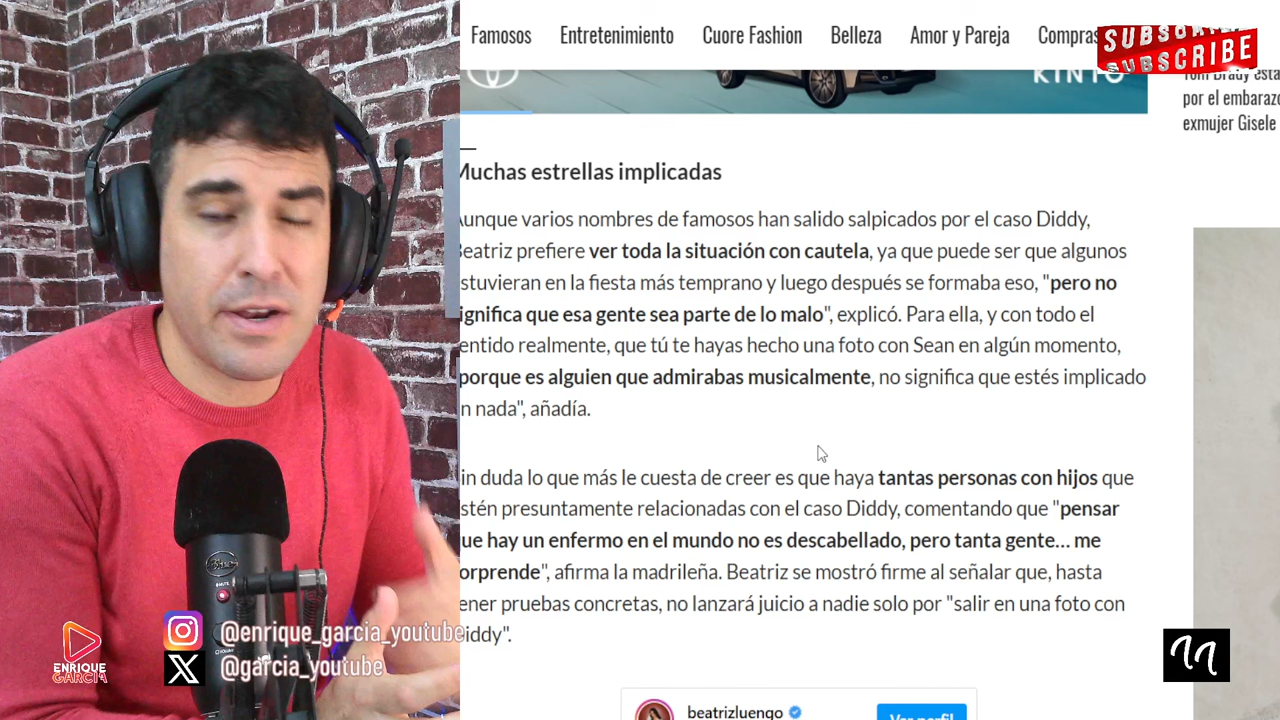 Famosos Entretenimiento Cuore Fashion Belleza Amor y Pareja Compras
SUBSCRIBE
SUBSCRIBE
KINTO
Tom Brady está
por el embarazo
exmujer Gisele
Muchas estrellas implicadas
Aunque varios nombres de famosos han salido salpicados por el caso Diddy,
Beatriz prefiere ver toda la situación con cautela, ya que puede ser que algunos
stuvieran en la fiesta más temprano y luego después se formaba eso, "pero no
ignifica que esa gente sea parte de lo malo", explicó. Para ella, y con todo el
entido realmente, que tú te hayas hecho una foto con Sean en algún momento,
porque es alguien que admirabas musicalmente, no significa que estés implicado
n nada", añadía.
in duda lo que más le cuesta de creer es que haya tantas personas con hijos que
stén presuntamente relacionadas con el caso Diddy, comentando que "pensar
ue hay un enfermo en el mundo no es descabellado, pero tanta gente... me
orprende", afirma la madrileña. Beatriz se mostró firme al señalar que, hasta
ener pruebas concretas, no lanzará juicio a nadie solo por "salir en una foto con
iddy".
ENRIQUE
GARCIA
@enrique_garcia_youtube
@garcia_youtube
beatrizluengo
Ver perfil